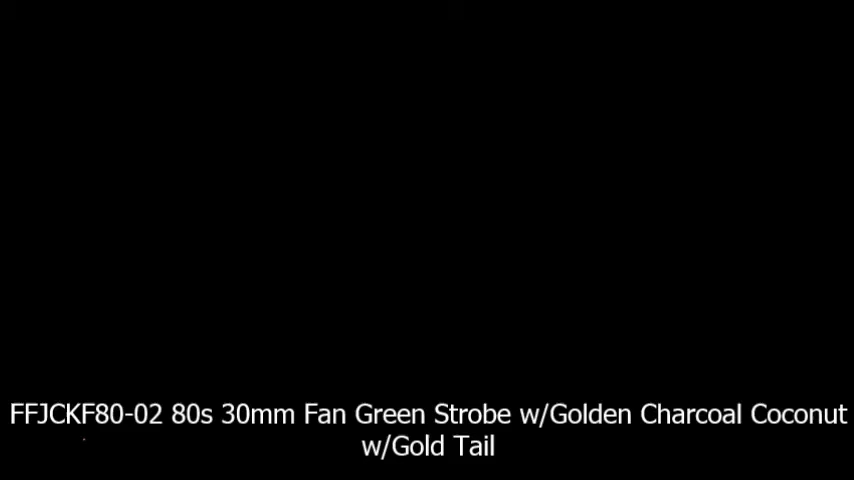 FFJCKF80-02 80s 30mm Fan Green Strobe w/Golden Charcoal Coconut
w/Gold Tail